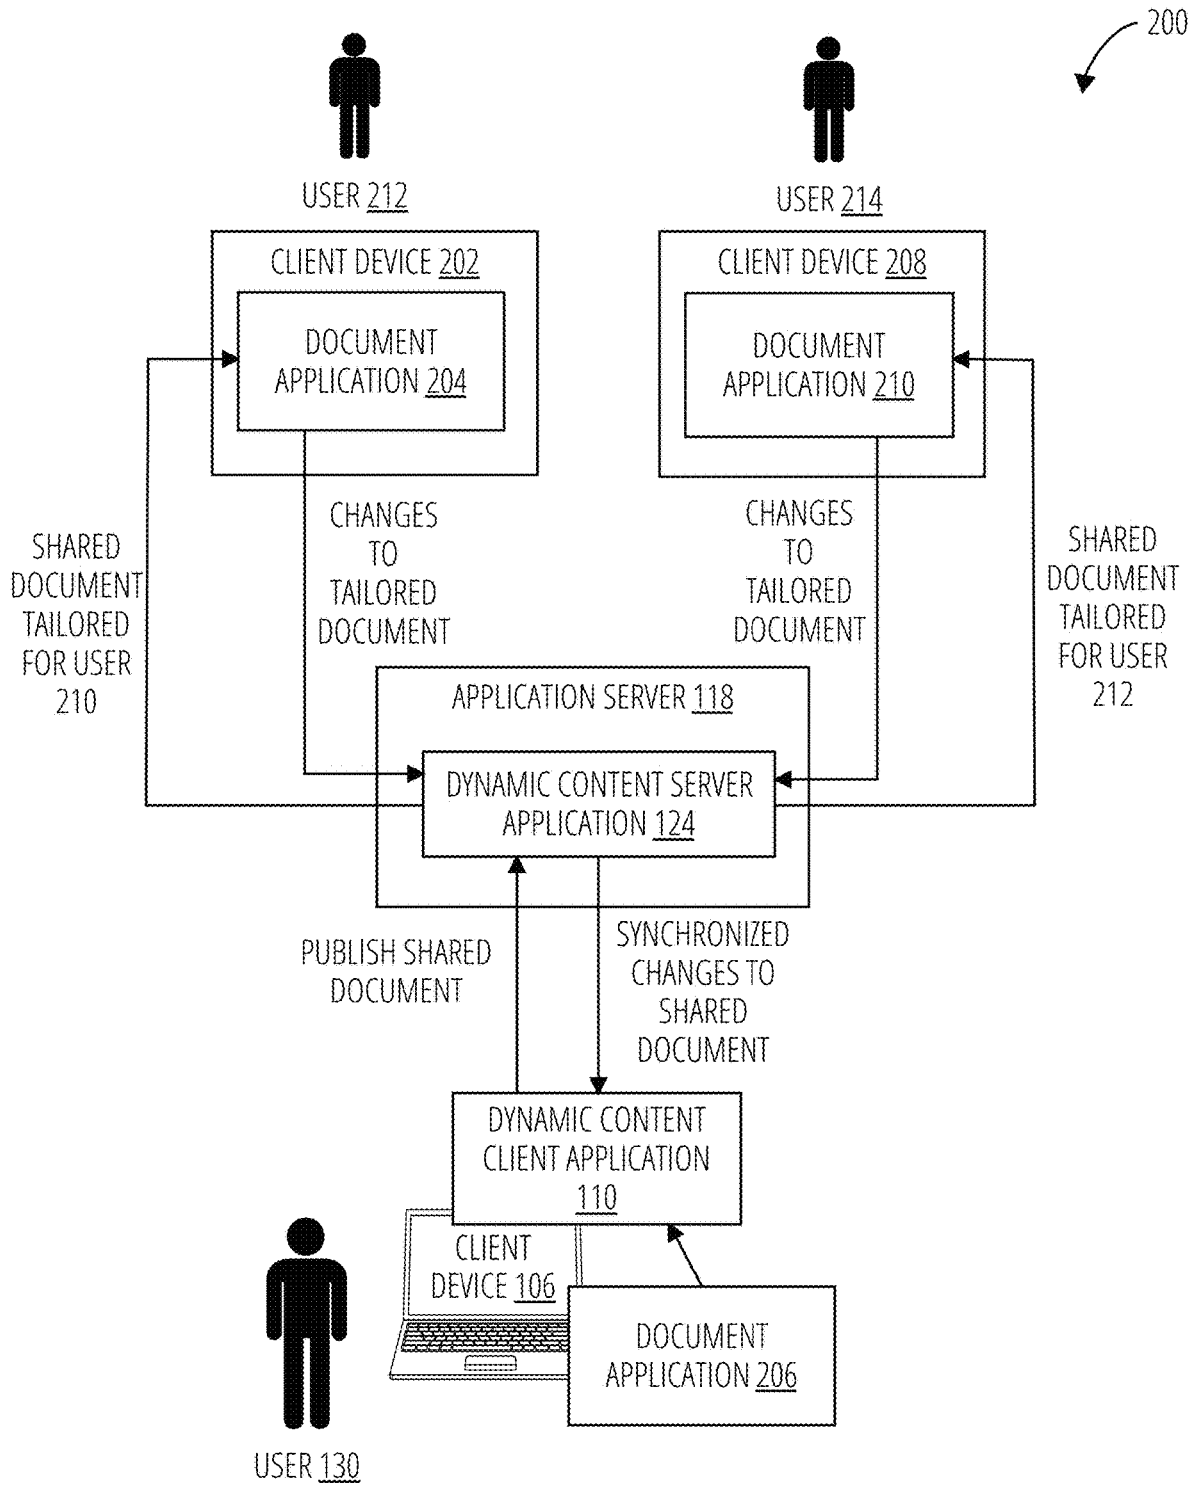 200
USER 212
USER 214
CLIENT DEVICE 202
DOCUMENT
APPLICATION 204
CLIENT DEVICE 208
DOCUMENT
APPLICATION 210
SHARED
DOCUMENT
TAILORED
FOR USER
210
CHANGES
TO
TAILORED
DOCUMENT
CHANGES
TO
TAILORED
DOCUMENT
SHARED
DOCUMENT
TAILORED
FOR USER
212
APPLICATION SERVER 118
DYNAMIC CONTENT SERVER
APPLICATION 124
PUBLISH SHARED
DOCUMENT
SYNCHRONIZED
CHANGES TO
SHARED
DOCUMENT
DYNAMIC CONTENT
CLIENT APPLICATION
110
CLIENT
DEVICE 106
DOCUMENT
APPLICATION 206
USER 130